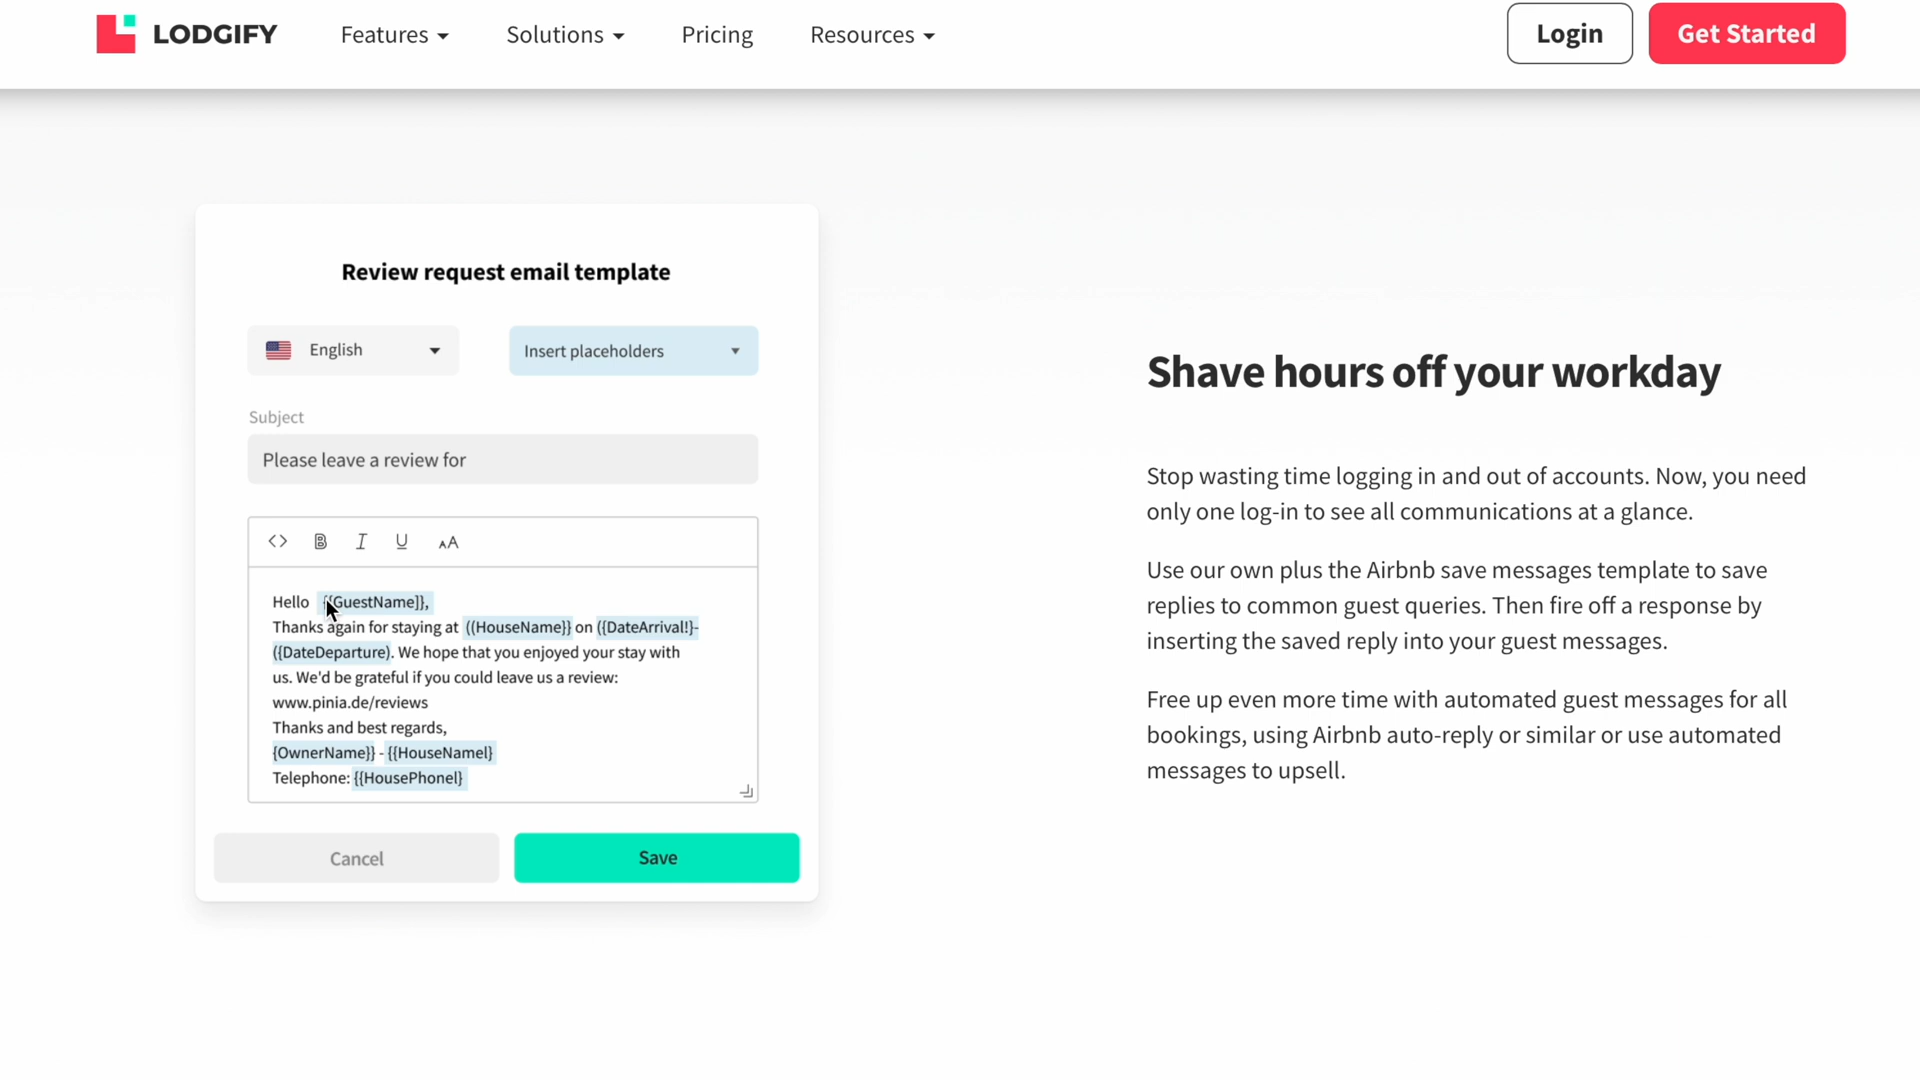 LODGIFY
Features
Solutions
Pricing
Resources
Login
Get Started
Review request email template
English
Insert placeholders
Subject
Please leave a review for
<> B I U AA
Hello {{GuestName]},
Thanks again for staying at ((HouseName}} on ({DateArrival!}-
({DateDeparture). We hope that you enjoyed your stay with
us. We'd be grateful if you could leave us a review:
www.pinia.de/reviews
Thanks and best regards,
{OwnerName}} - {{HouseNamel}
Telephone: {{HousePhonel}
Cancel
Save
Shave hours off your workday
Stop wasting time logging in and out of accounts. Now, you need
only one log-in to see all communications at a glance.
Use our own plus the Airbnb save messages template to save
replies to common guest queries. Then fire off a response by
inserting the saved reply into your guest messages.
Free up even more time with automated guest messages for all
bookings, using Airbnb auto-reply or similar or use automated
messages to upsell.